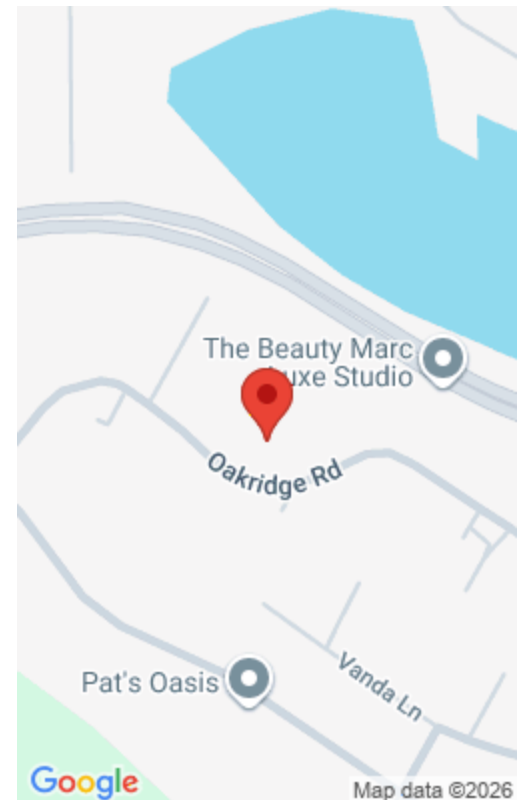 The Beauty Marc
Luxe Studio
Oakridge Rd
Pat's Oasis
Vanda Ln
Google
Map data ©2026